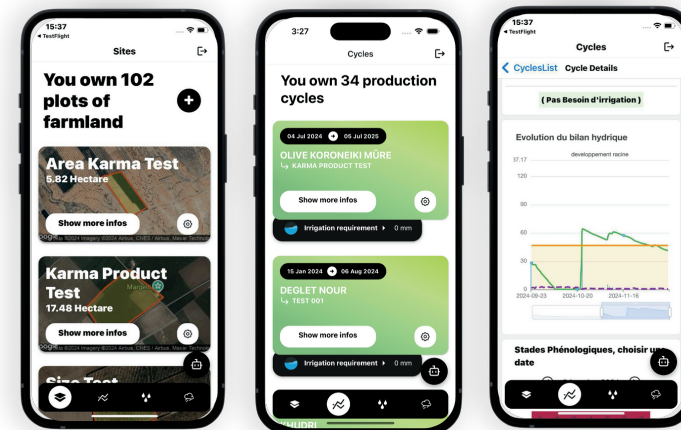 15:37
◀ TestFlight
Sites
You own 102
plots of
farmland
Area Karma Test
5.82 Hectare
Show more infos
Karma Product
Test
17.48 Hectare
Show more infos
Size Test
3:27
Cycles
You own 34 production
cycles
04 Jul 2024 → 05 Jul 2025
OLIVE KORONEIKI MÛRE
↳ KARMA PRODUCT TEST
Show more infos
Irrigation requirement ▸ 0 mm
15 Jan 2024 → 06 Aug 2024
DEGLET NOUR
↳ TEST 001
Show more infos
Irrigation requirement ▸ 0 mm
KHUDRI
15:37
◀ TestFlight
Cycles
CyclesList Cycle Details
( Pas Besoin d'irrigation )
Evolution du bilan hydrique
developpement racine
37.17
120
90
60
30
0
2024-09-23 2024-10-20 2024-11-16
Stades Phénologiques, choisir une
date